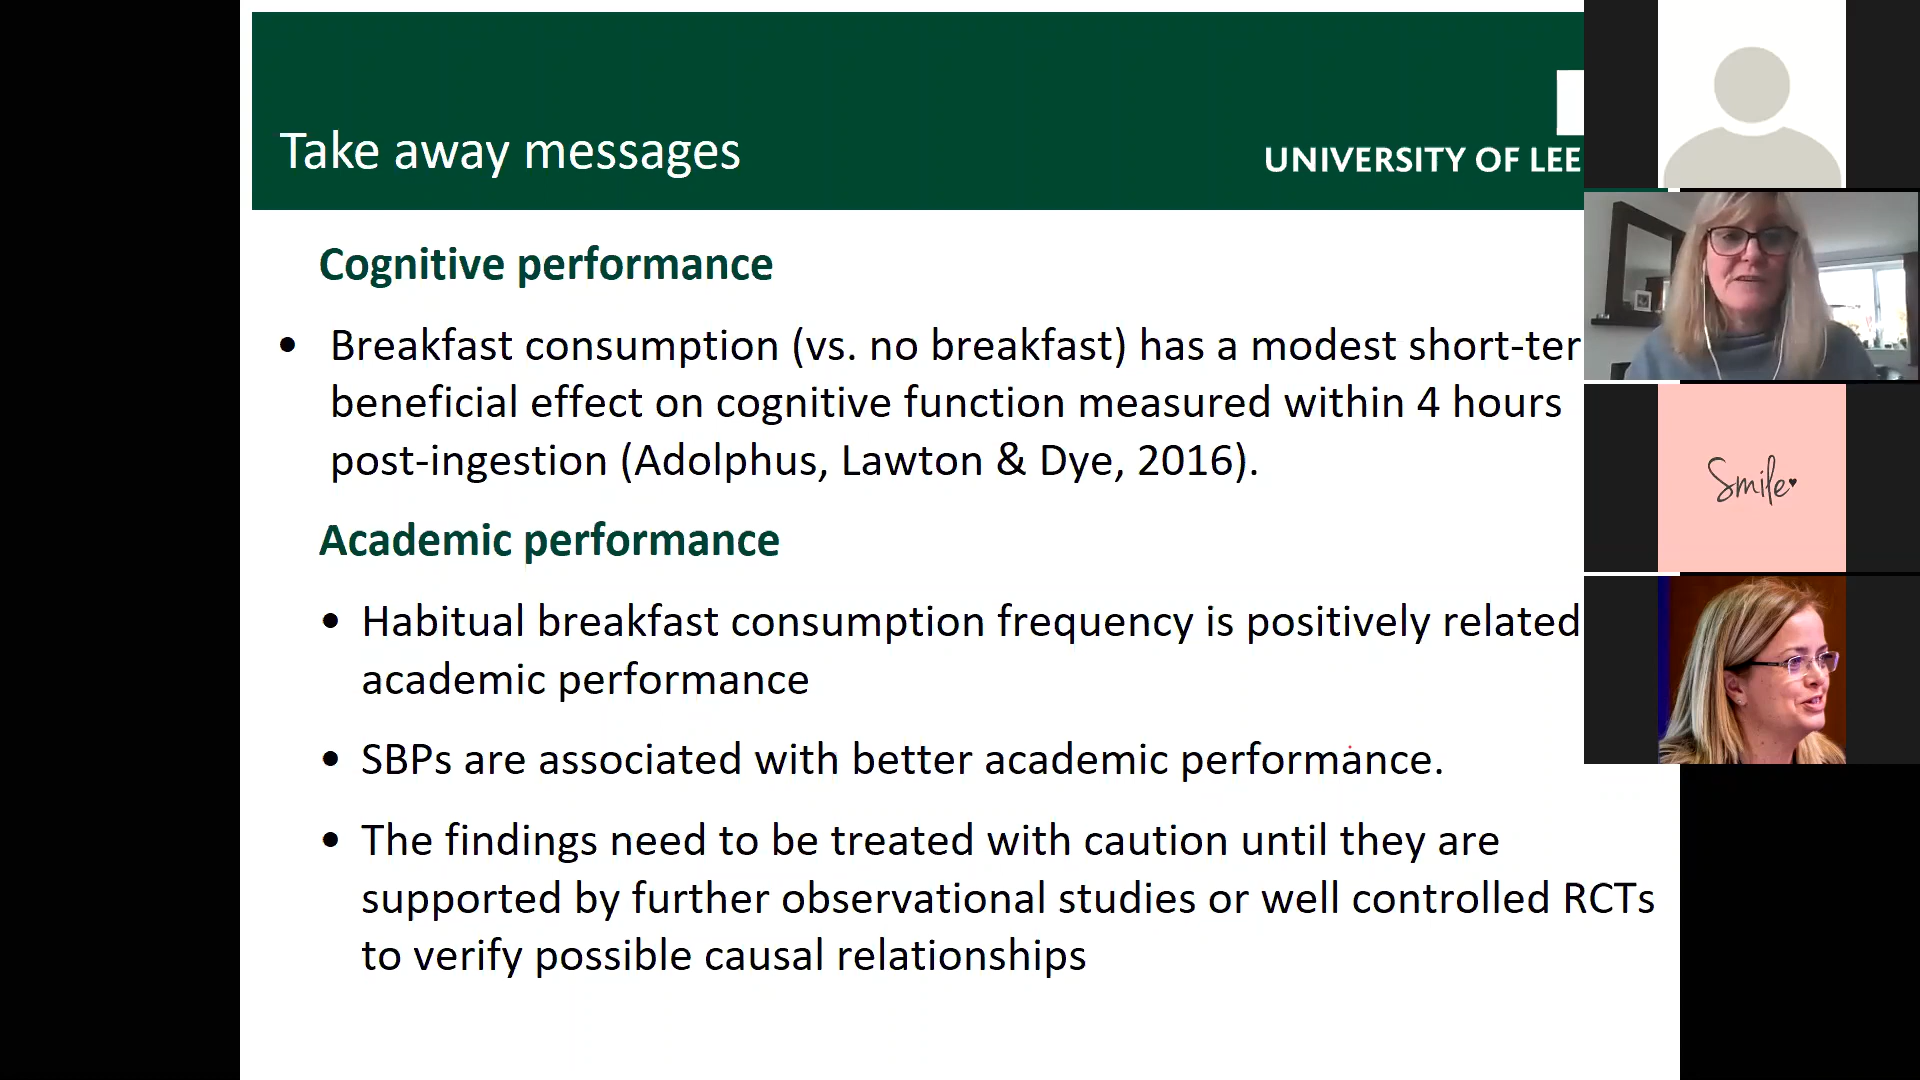 Take away messages
UNIVERSITY OF LEE
Cognitive performance
• Breakfast consumption (vs. no breakfast) has a modest short-ter
beneficial effect on cognitive function measured within 4 hours
post-ingestion (Adolphus, Lawton & Dye, 2016).
Academic performance
• Habitual breakfast consumption frequency is positively related
academic performance
• SBPs are associated with better academic performance.
• The findings need to be treated with caution until they are
supported by further observational studies or well controlled RCTs
to verify possible causal relationships
Smile